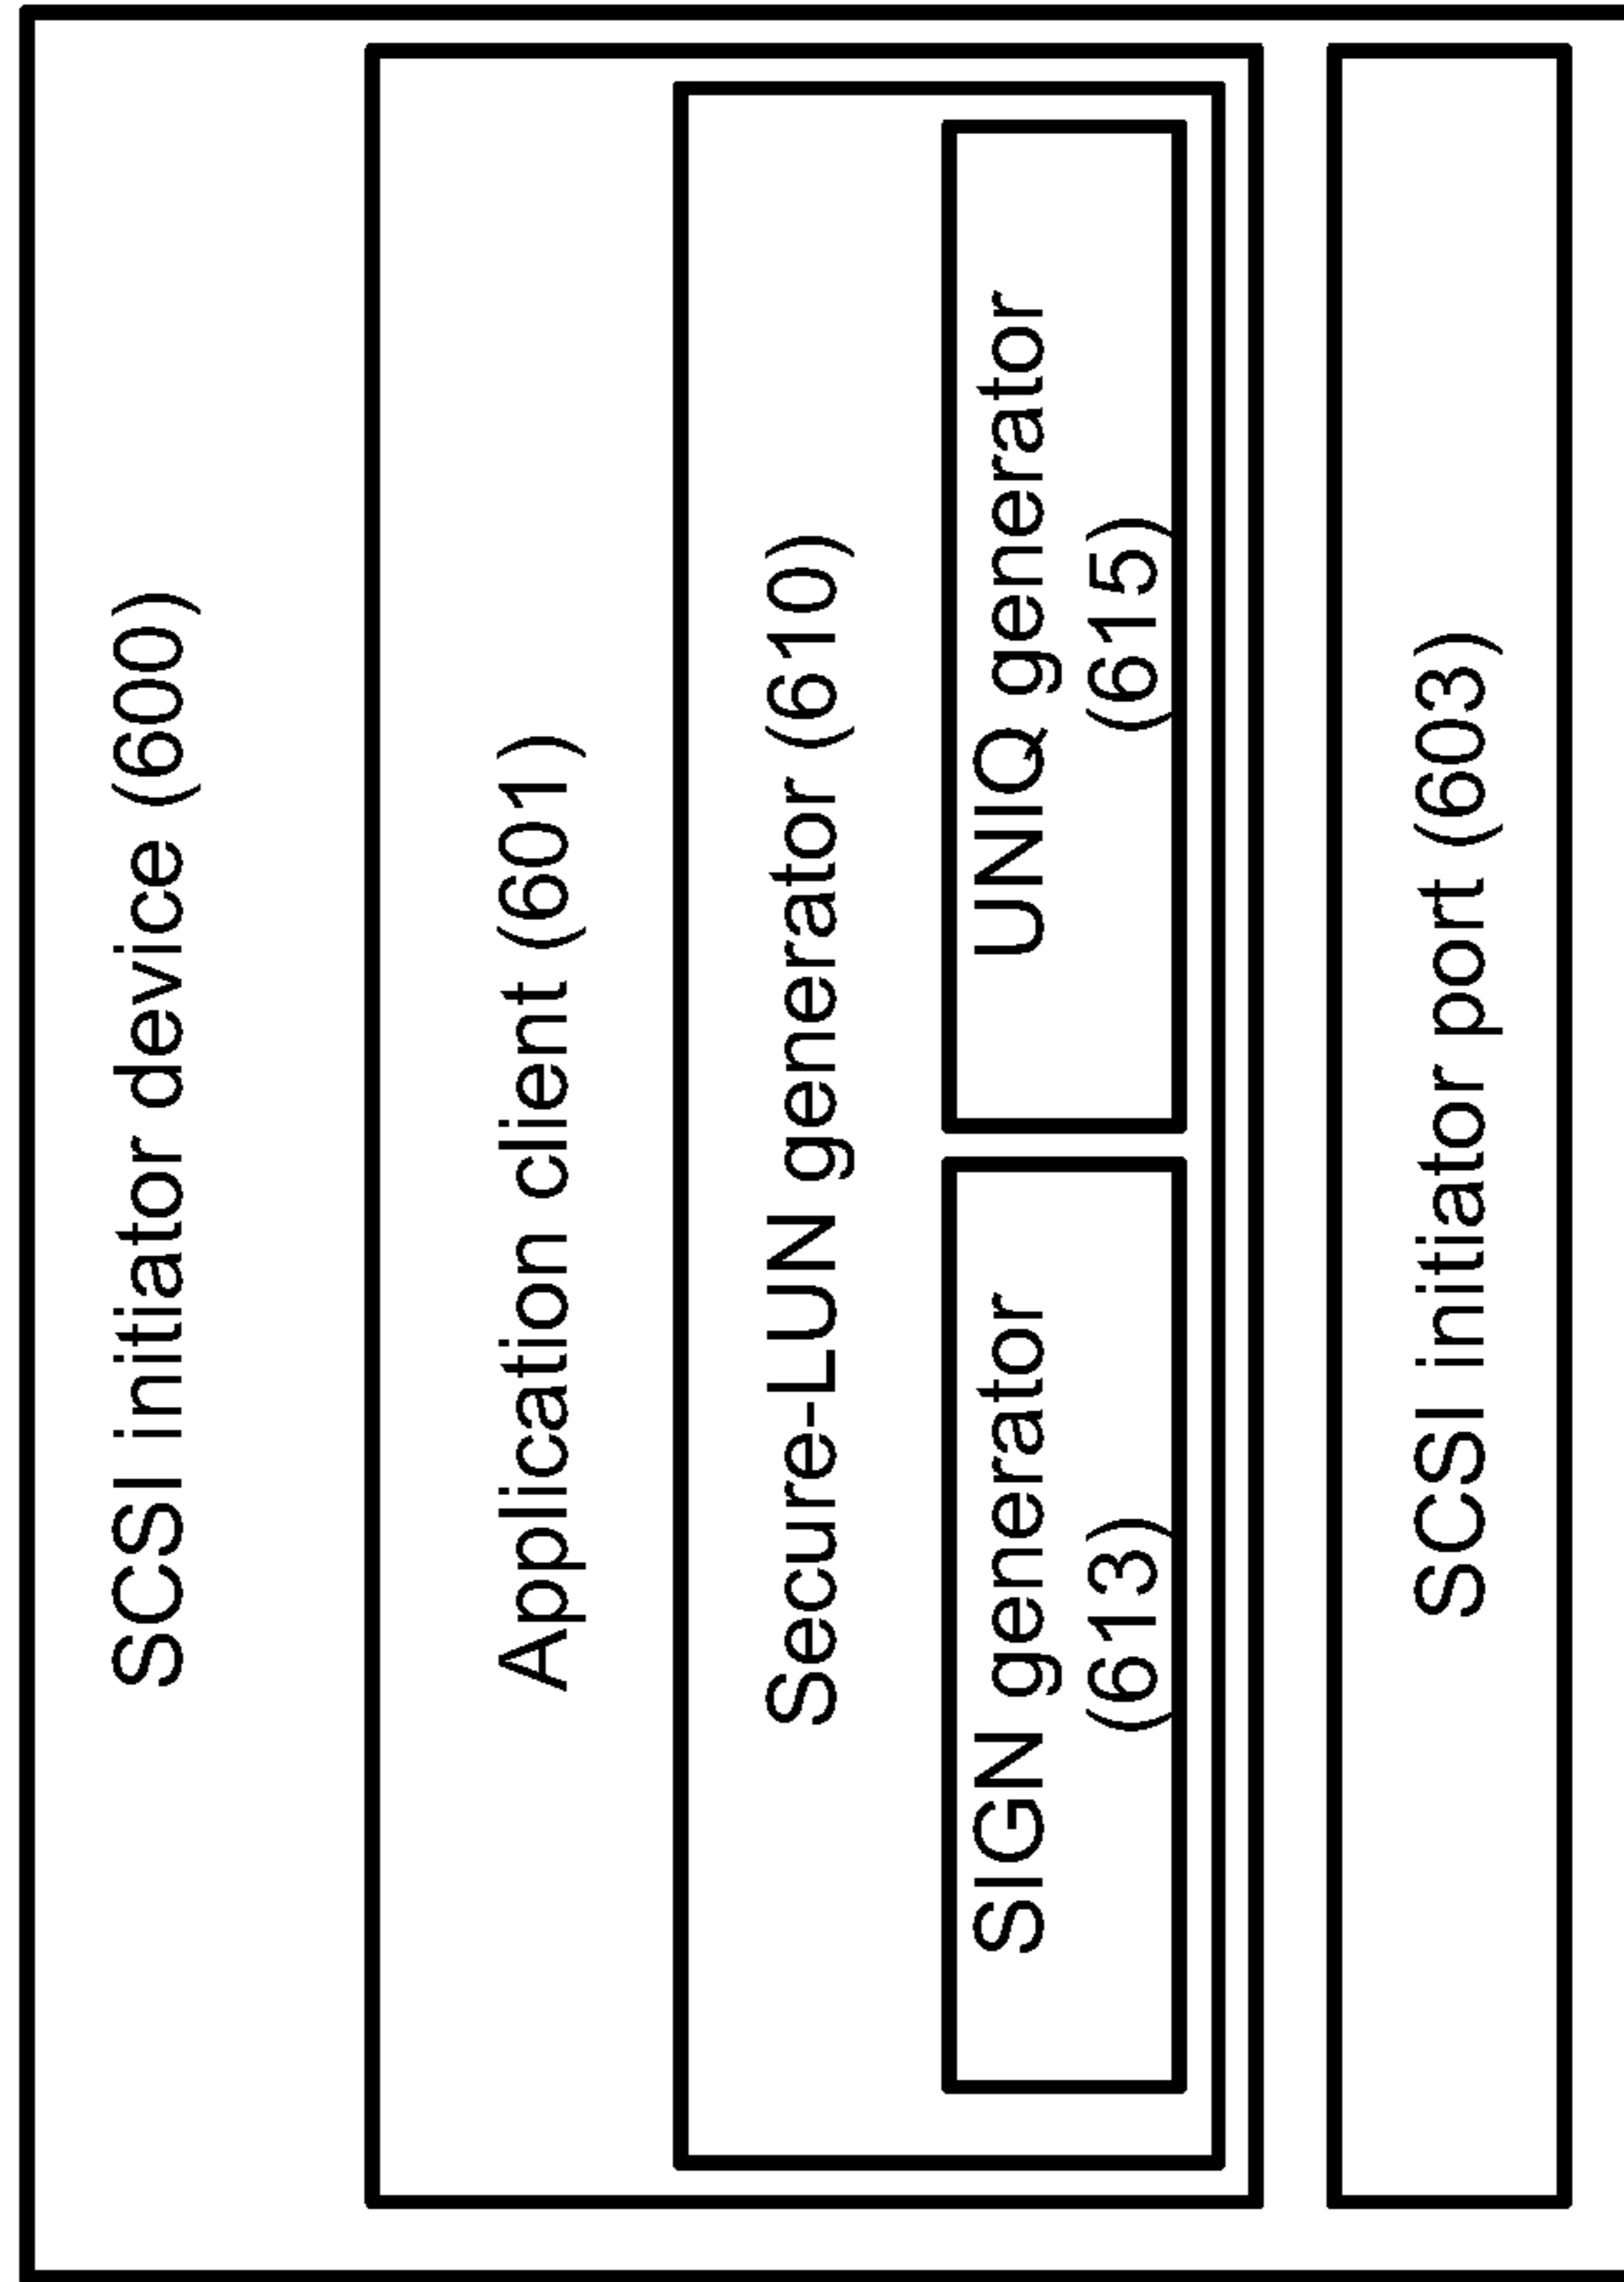 SCSI initiator device (600)
Application client (601)
Secure-LUN generator (610)
SIGN generator
(613)
UNIQ generator
(615)
SCSI initiator port (603)